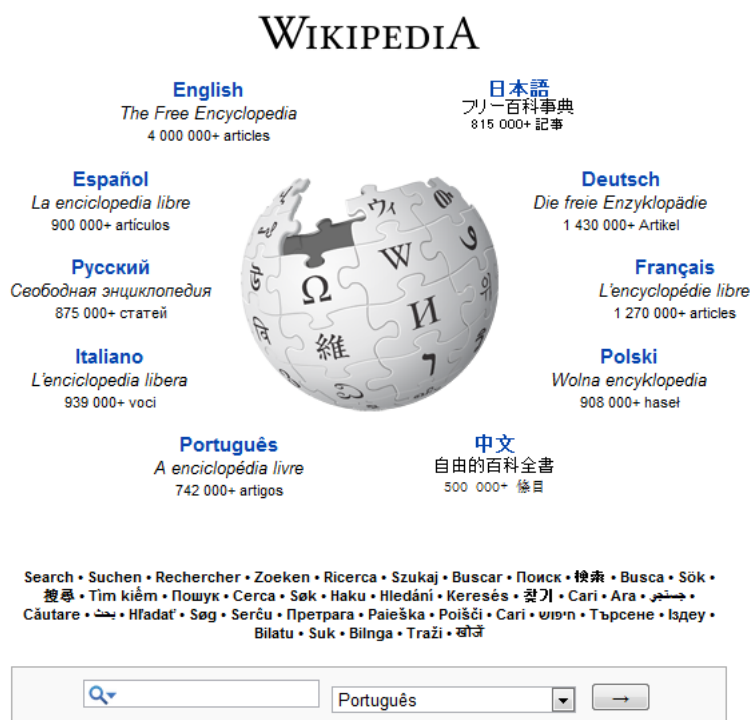 WIKIPEDIA
English
The Free Encyclopedia
4 000 000+ articles
日本語
フリー百科事典
815 000+ 記事
Español
La enciclopedia libre
900 000+ artículos
Deutsch
Die freie Enzyklopädie
1 430 000+ Artikel
Русский
Свободная энциклопедия
875 000+ статей
Français
L'encyclopédie libre
1 270 000+ articles
Italiano
L'enciclopedia libera
939 000+ voci
Polski
Wolna encyklopedia
908 000+ haseł
Português
A enciclopédia livre
742 000+ artigos
中文
自由的百科全書
500 000+ 條目
Ω W И ウィ 維 7
Search • Suchen • Rechercher • Zoeken • Ricerca • Szukaj • Buscar • Поиск • 検索 • Busca • Sök •
搜尋 • Tìm kiếm • Пошук • Cerca • Søk • Haku • Hledání • Keresés • 찾기 • Cari • Ara • جستجو •
Căutare • بحث • Hľadať • Søg • Serĉu • Претрага • Paieška • Poišči • Cari • חיפוש • Търсене • Іздеу •
Bilatu • Suk • Bilnga • Traži • खोजें
Português
→